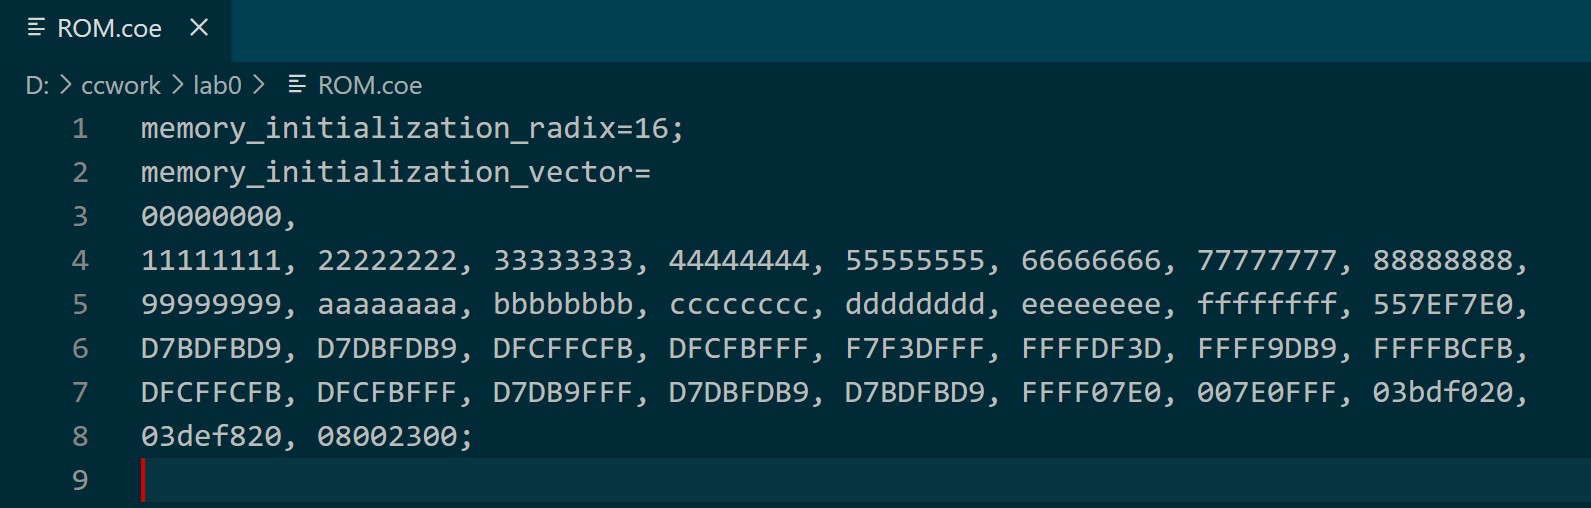 ROM.coe
D: > ccwork > lab0 > ROM.coe
1 memory_initialization_radix=16;
2 memory_initialization_vector=
3 00000000,
4 11111111, 22222222, 33333333, 44444444, 55555555, 66666666, 77777777, 88888888,
5 99999999, aaaaaaaa, bbbbbbbb, cccccccc, dddddddd, eeeeeeee, ffffffff, 557EF7E0,
6 D7BDFBD9, D7DBFDB9, DFCFFCFB, DFCFBFFF, F7F3DFFF, FFFFDF3D, FFFF9DB9, FFFFBCFB,
7 DFCFFCFB, DFCFBFFF, D7DB9FFF, D7DBFDB9, D7BDFBD9, FFFF07E0, 007E0FFF, 03bdf020,
8 03def820, 08002300;
9